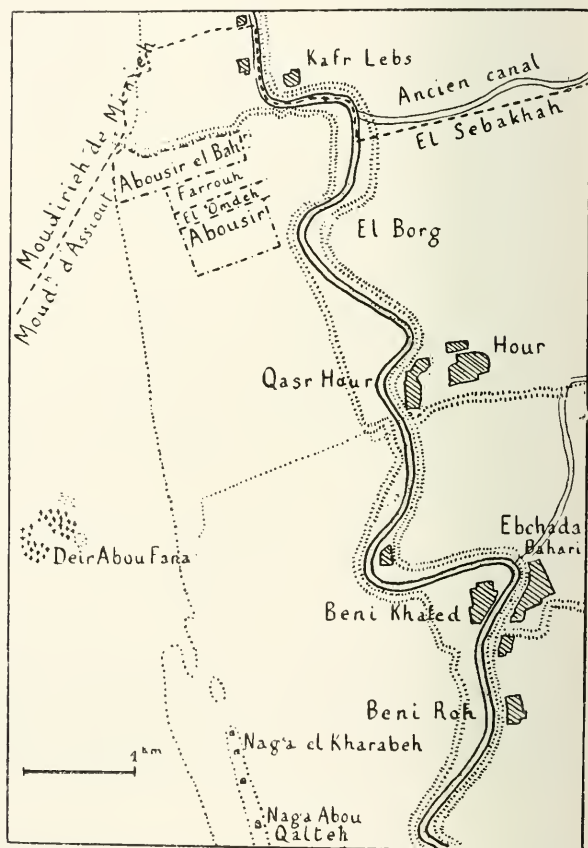 Kafr Lebs
Ancien canal
El Sebakhah
Moudirieh de Minieh
Moud.ʰ d'Assiout
Abousir el Bah
Farrouh
El 'Omdeh
Abousir
El Borg
Hour
Qasr Hour
Ebchada
Bahari
Deir Abou Fana
Beni Khaled
Beni Roh
1 km
Nag'a el Kharabeh
Naga Abou
Qalteh